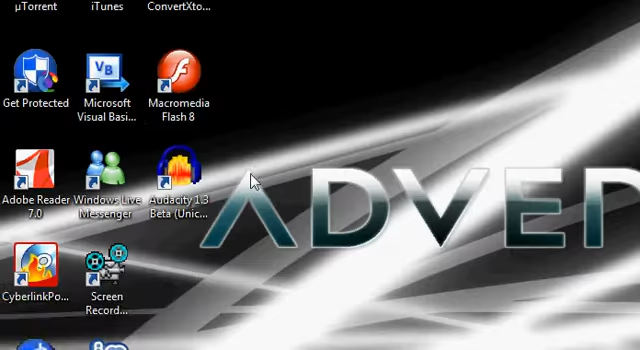 µTorrent
iTunes
ConvertXto...
Get Protected
Microsoft
Visual Basi...
Macromedia
Flash 8
Adobe Reader
7.0
Windows Live
Messenger
Audacity 1.3
Beta (Unic...
ADVE
CyberlinkPo...
Screen
Record...